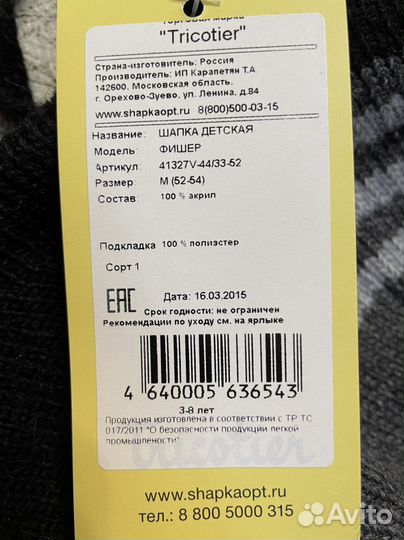 Торговая марка
"Tricotier"
Страна-изготовитель: Россия
Производитель: ИП Карапетян Т.А.
142600, Московская область,
г. Орехово-Зуево, ул. Ленина, д.84
www.shapkaopt.ru 8(800)500-03-15
Название: ШАПКА ДЕТСКАЯ
Модель: ФИШЕР
Артикул: 41327V-44/33-52
Размер: M (52-54)
Состав: 100 % акрил
Подкладка 100 % полиэстер
Сорт 1
EAC
Дата: 16.03.2015
Срок годности: не ограничен
Рекомендации по уходу см. на ярлыке
4 640005 636543
3-8 лет
Продукция изготовлена в соответствии с ТР ТС
017/2011 "О безопасности продукции легкой
промышлености"
www.shapkaopt.ru
тел.: 8 800 5000 315
Avito